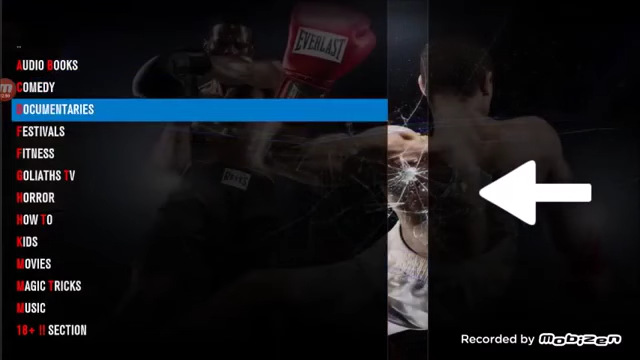 ..
EVERLAST
AUDIO BOOKS
COMEDY
DOCUMENTARIES
FESTIVALS
FITNESS
GOLIATHS TV
HORROR
HOW TO
KIDS
MOVIES
MAGIC TRICKS
MUSIC
18+ !! SECTION
Recorded by mobizen